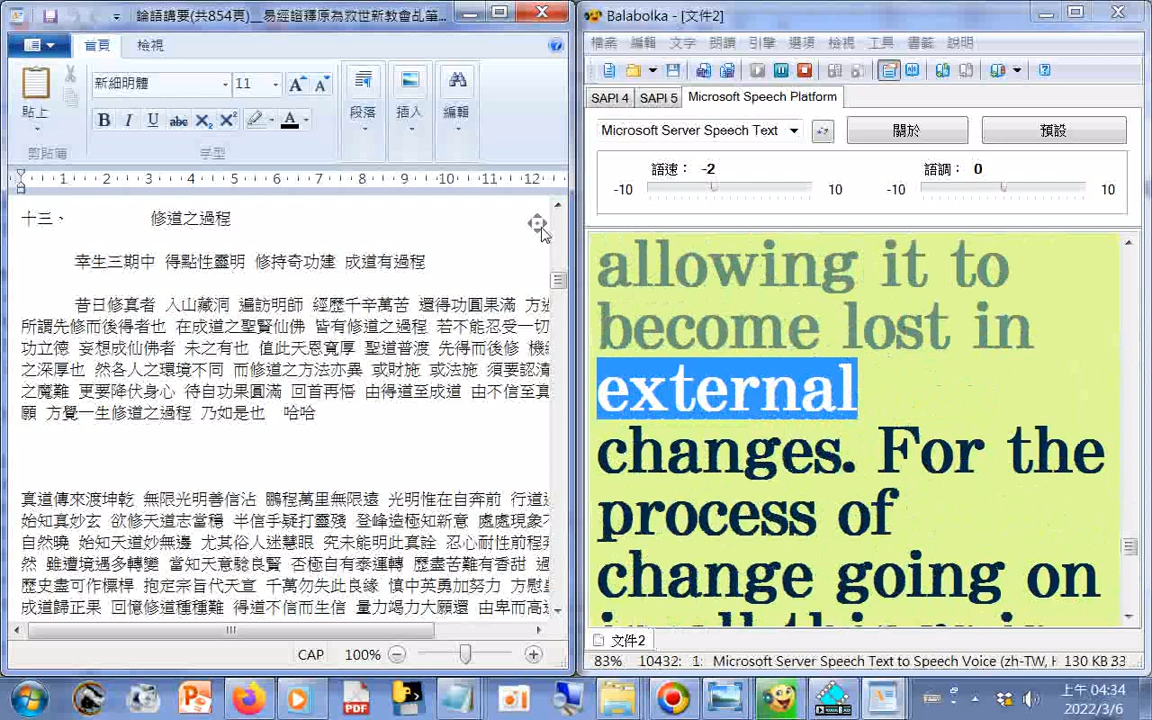 論語講要(共854頁)__易經證釋原為救世新教會乩筆...
首頁 檢視
新細明體 11
貼上
剪貼簿
B I U abc X₂ X² A
字型
段落 插入 編輯
1 2 3 4 5 6 7 8 9 10 11 12
十三、 修道之過程
幸生三期中 得點性靈明 修持奇功建 成道有過程
昔日修真者 入山藏洞 遍訪明師 經歷千辛萬苦 還得功圓果滿 方
所謂先修而後得者也 在成道之聖賢仙佛 皆有修道之過程 若不能忍受一切
功立德 妄想成仙佛者 未之有也 值此天恩寬厚 聖道普渡 先得而後修
之深厚也 然各人之環境不同 而修道之方法亦異 或財施 或法施 須要認清
之魔難 更要降伏身心 待自功果圓滿 回首再悟 由得道至成道 由不信至真
願 方覺一生修道之過程 乃如是也 哈哈
真道傳來渡坤乾 無限光明善信沾 鵬程萬里無限遠 光明惟在自奔前 行道
始知真妙玄 欲修天道志當穩 半信半疑打靈殘 登峰造極知新意 處處現象
自然曉 始知天道妙無邊 尤其俗人迷慧眼 究未能明此真詮 忍心耐性前程
然 雖遭境遇多轉變 當知天意驗良賢 否極自有泰運轉 歷盡苦難有香甜
歷史盡可作標桿 抱定宗旨代天宣 千萬勿失此良緣 慎中英勇加努力 方慰
成道歸正果 回憶修道種種難 得道不信而生信 量力竭力大願還 由卑而高
CAP 100%
Balabolka - [文件2]
檔案 編輯 文字 朗讀 引擎 選項 檢視 工具 書籤 說明
SAPI 4 SAPI 5 Microsoft Speech Platform
Microsoft Server Speech Text 關於 預設
語速： -2 語調： 0
-10 10 -10 10
allowing it to
become lost in
external
changes. For the
process of
change going on
文件2
83% 10432: 1: Microsoft Server Speech Text to Speech Voice (zh-TW, H 130 KB 33
上午 04:34
2022/3/6